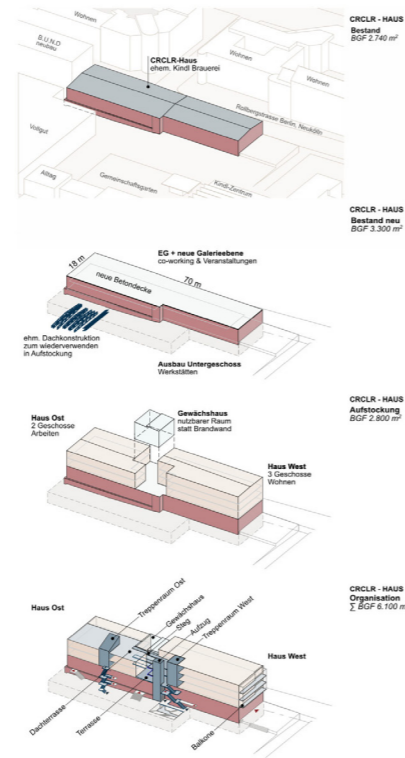 Wohnen
CRCLR - HAUS
Bestand
BGF 2.740 m²
B.U.N.D
neubau
Wohnen
CRCLR-Haus
ehem. Kindl Brauerei
Wohnen
Rollbergstrasse Berlin, Neukölln
Vollgut
Alltag
Gemeinschaftsgarten
Kindl-Zentrum
CRCLR - HAUS
Bestand neu
BGF 3.300 m²
EG + neue Galerieebene
co-working & Veranstaltungen
18 m
70 m
neue Betondecke
ehm. Dachkonstruktion
zum wiederverwenden
in Aufstockung
Ausbau Untergeschoss
Werkstätten
CRCLR - HAUS
Aufstockung
BGF 2.800 m²
Haus Ost
2 Geschosse
Arbeiten
Gewächshaus
nutzbarer Raum
statt Brandwand
Haus West
3 Geschosse
Wohnen
CRCLR - HAUS
Organisation
∑ BGF 6.100 m
Haus Ost
Treppenraum Ost
Gewächshaus
Steg
Aufzug
Treppenraum West
Haus West
Dachterrasse
Terrasse
Balkone